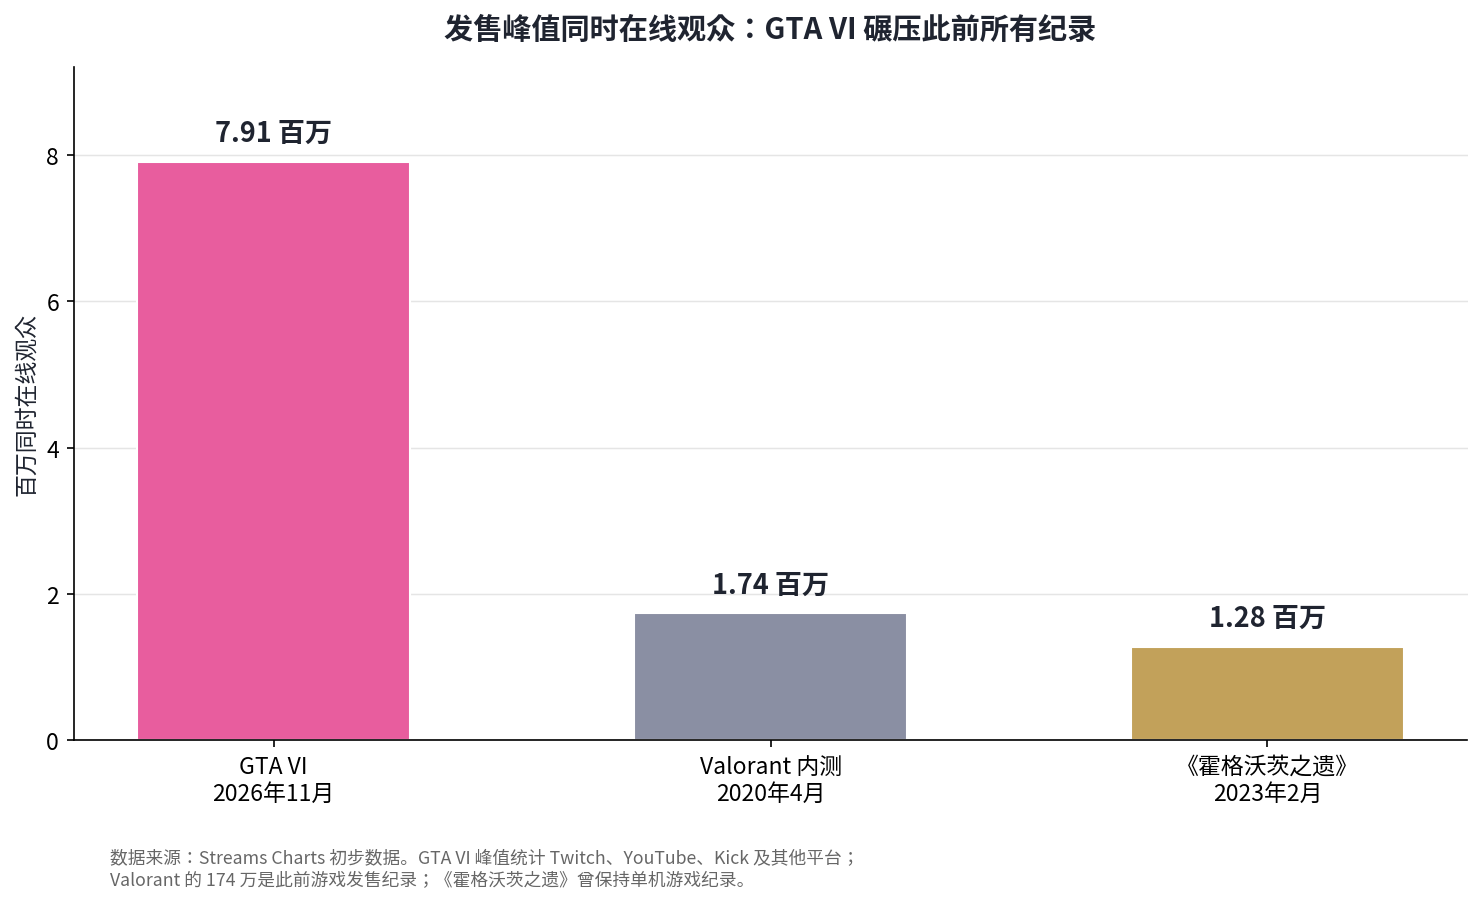 发售峰值同时在线观众：GTA VI 碾压此前所有纪录
百万同时在线观众
8
6
4
2
0
7.91 百万
1.74 百万
1.28 百万
GTA VI
2026年11月
Valorant 内测
2020年4月
《霍格沃茨之遗》
2023年2月
数据来源：Streams Charts 初步数据。GTA VI 峰值统计 Twitch、YouTube、Kick 及其他平台；
Valorant 的 174 万是此前游戏发售纪录；《霍格沃茨之遗》曾保持单机游戏纪录。